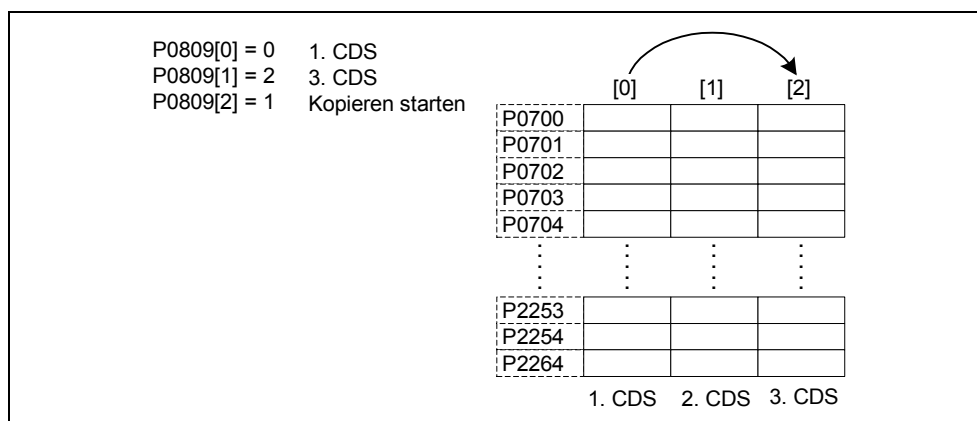 P0809[0] = 0 1. CDS
P0809[1] = 2 3. CDS
P0809[2] = 1 Kopieren starten
[0] [1] [2]
P0700
P0701
P0702
P0703
P0704
P2253
P2254
P2264
1. CDS 2. CDS 3. CDS